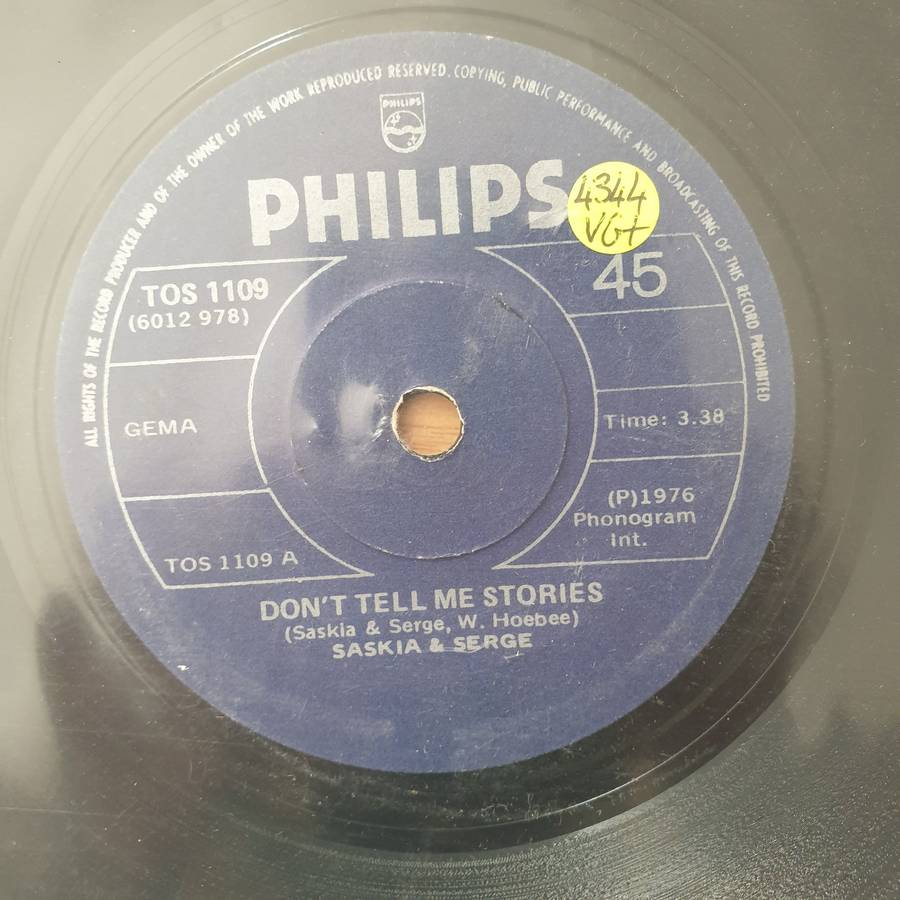 ALL RIGHTS OF THE RECORD PRODUCER AND OF THE OWNER OF THE WORK REPRODUCED RESERVED. COPYING, PUBLIC PERFORMANCE AND BROADCASTING OF THIS RECORD PROHIBITED
PHILIPS
PHILIPS
4344
VG+
TOS 1109
(6012 978)
45
GEMA
Time: 3.38
(P)1976
Phonogram
Int.
TOS 1109 A
DON'T TELL ME STORIES
(Saskia & Serge, W. Hoebee)
SASKIA & SERGE